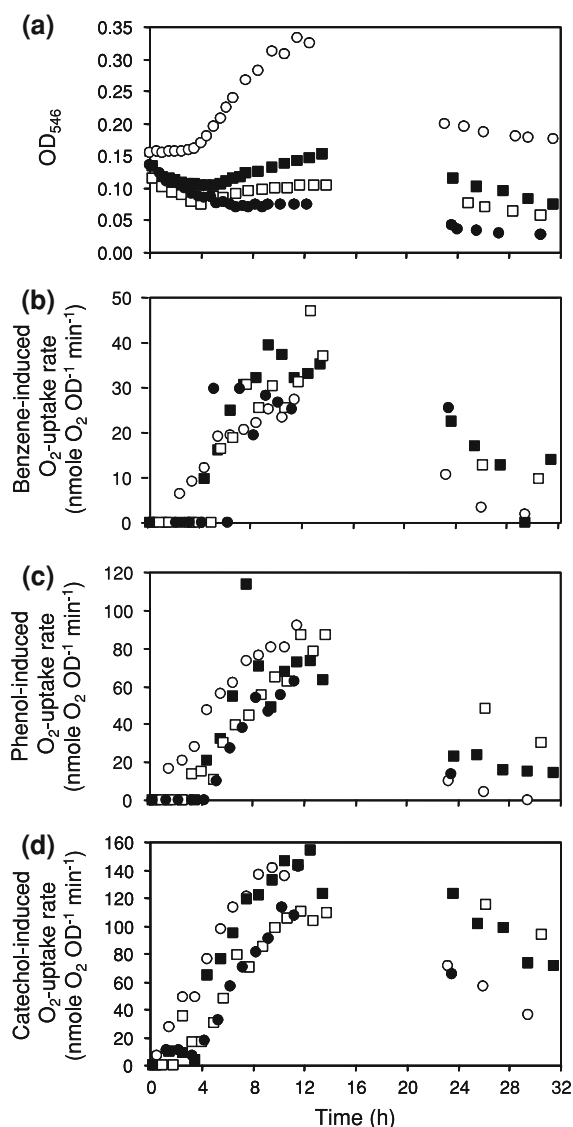 (a)
0.35
0.30
0.25
0.20
0.15
0.10
0.05
0.00
OD546
(b)
50
40
30
20
10
0
Benzene-induced
O2-uptake rate
(nmole O2 OD-1 min-1)
(c)
120
100
80
60
40
20
0
Phenol-induced
O2-uptake rate
(nmole O2 OD-1 min-1)
(d)
160
140
120
100
80
60
40
20
0
Catechol-induced
O2-uptake rate
(nmole O2 OD-1 min-1)
0 4 8 12 16 20 24 28 32
Time (h)